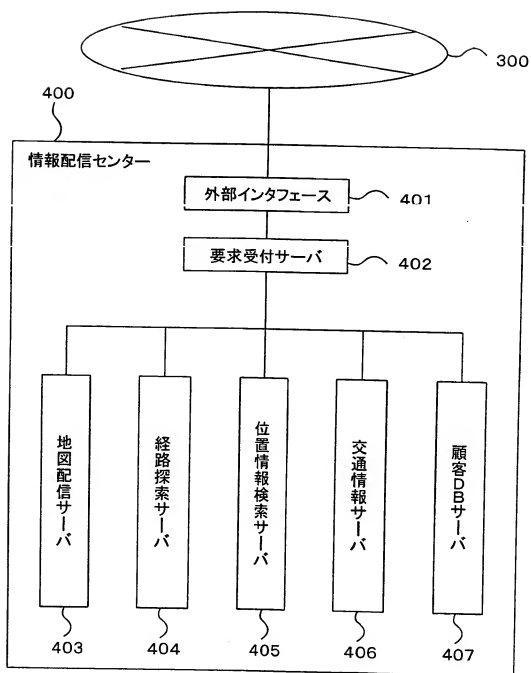 300
400
情報配信センター
外部インタフェース
401
要求受付サーバ
402
地図配信サーバ
経路探索サーバ
位置情報検索サーバ
交通情報サーバ
顧客DBサーバ
403
404
405
406
407